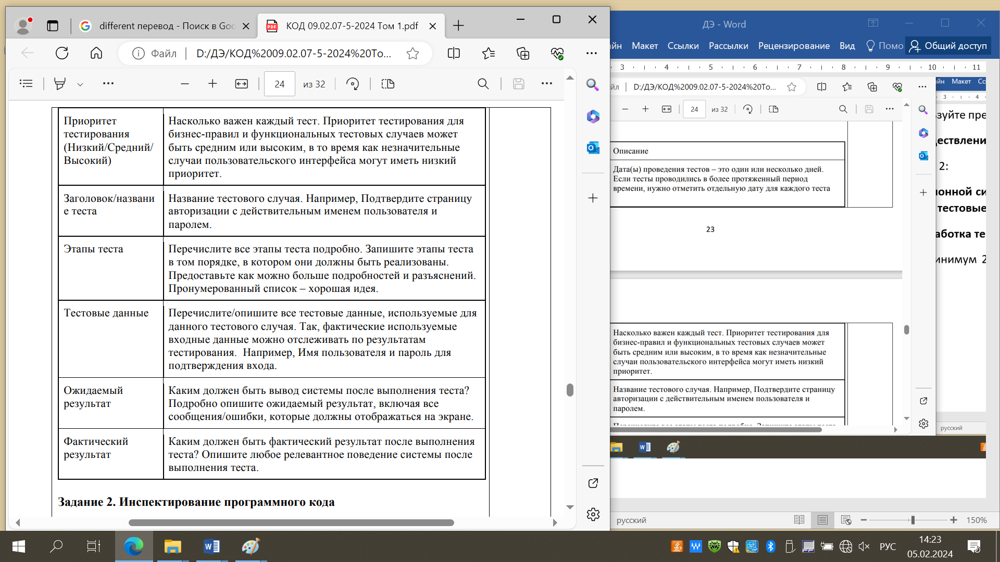 different перевод - Поиск в Goo
КОД 09.02.07-5-2024 Том 1.pdf
Файл
D:/ДЭ/КОД%2009.02.07-5-2024%20To...
24
из 32
Приоритет
тестирования
(Низкий/Средний/
Высокий)
Насколько важен каждый тест. Приоритет тестирования для
бизнес-правил и функциональных тестовых случаев может
быть средним или высоким, в то время как незначительные
случаи пользовательского интерфейса могут иметь низкий
приоритет.
Заголовок/названи
е теста
Название тестового случая. Например, Подтвердите страницу
авторизации с действительным именем пользователя и
паролем.
Этапы теста
Перечислите все этапы теста подробно. Запишите этапы теста
в том порядке, в котором они должны быть реализованы.
Предоставьте как можно больше подробностей и разъяснений.
Пронумерованный список – хорошая идея.
Тестовые данные
Перечислите/опишите все тестовые данные, используемые для
данного тестового случая. Так, фактические используемые
входные данные можно отслеживать по результатам
тестирования. Например, Имя пользователя и пароль для
подтверждения входа.
Ожидаемый
результат
Каким должен быть вывод системы после выполнения теста?
Подробно опишите ожидаемый результат, включая все
сообщения/ошибки, которые должны отображаться на экране.
Фактический
результат
Каким должен быть фактический результат после выполнения
теста? Опишите любое релевантное поведение системы после
выполнения теста.
Задание 2. Инспектирование программного кода
ДЭ - Word
йн Макет Ссылки Рассылки Рецензирование Вид Помо Общий доступ
3 4 5 6 7 8 9 10 11
йл
D:/ДЭ/КОД%2009.02.07-5-2024%20To...
йн Макет Сс
3 4
24
из 32
Описание
Дата(ы) проведения тестов – это один или несколько дней.
Если тесты проводились в более протяженный период
времени, нужно отметить отдельную дату для каждого теста
23
Насколько важен каждый тест. Приоритет тестирования для
бизнес-правил и функциональных тестовых случаев может
быть средним или высоким, в то время как незначительные
случаи пользовательского интерфейса могут иметь низкий
приоритет.
Название тестового случая. Например, Подтвердите страницу
авторизации с действительным именем пользователя и
паролем.
зуйте пре
ествлени
2:
онной си
тестовые
аботка те
инимум 2
русский
русский
150%
РУС
14:23
05.02.2024